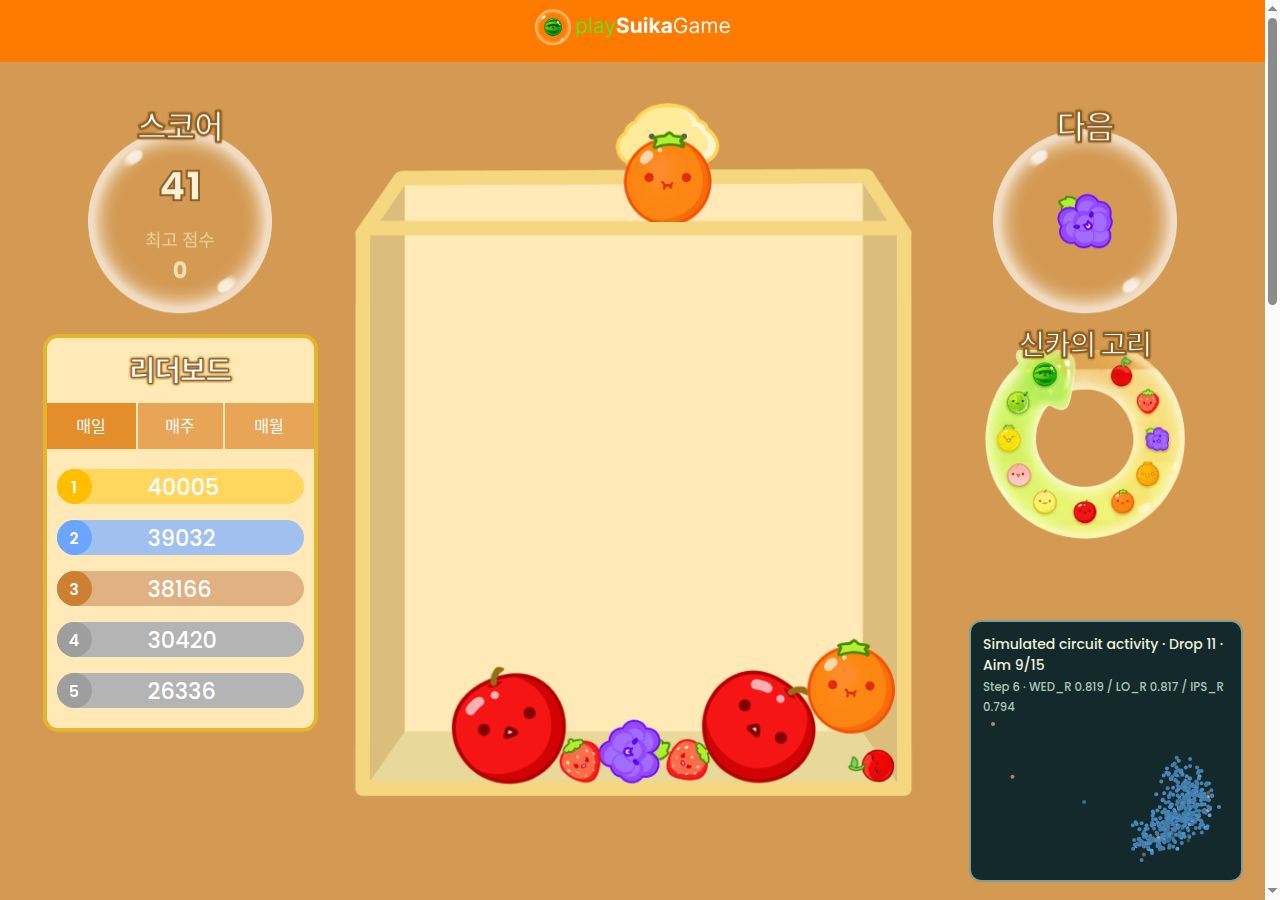 playSuikaGame
스코어
41
최고 점수
0
다음
신카의 고리
리더보드
매일 매주 매월
1 40005
2 39032
3 38166
4 30420
5 26336
Simulated circuit activity · Drop 11 ·
Aim 9/15
Step 6 · WED_R 0.819 / LO_R 0.817 / IPS_R
0.794